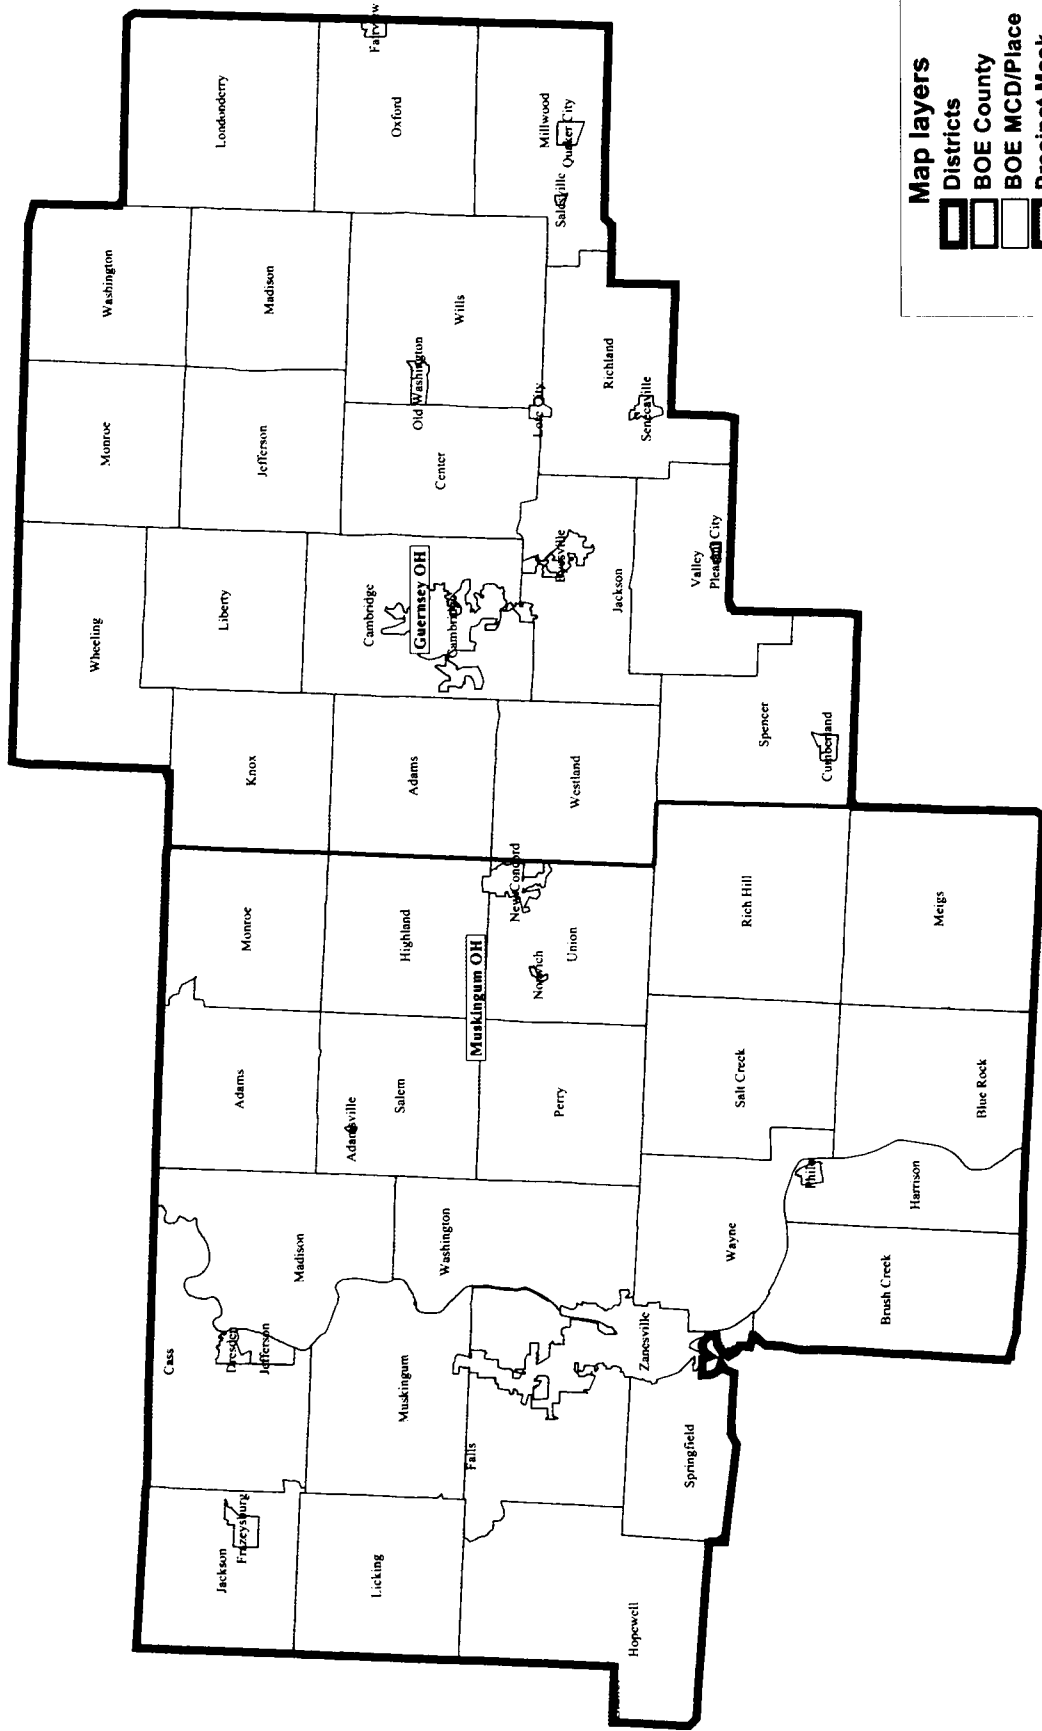 Jackson
Frazeysburg
Cass
Dresden
Jefferson
Adams
Monroe
Knox
Wheeling
Monroe
Washington
Londonderry
Liberty
Madison
Jefferson
Madison
Licking
Muskingum
Adamsville
Salem
Highland
Adams
Cambridge
Guernsey OH
Cambridge
Center
Old Washington
Wills
Oxford
Fairview
Falls
Washington
Muskingum OH
New Concord
Norwich
Perry
Union
Westland
Byesville
Lore City
Millwood
Quaker City
Salesville
Hopewell
Zanesville
Jackson
Richland
Senecaville
Springfield
Wayne
Salt Creek
Rich Hill
Spencer
Valley
Pleasant City
Philo
Cumberland
Brush Creek
Harrison
Blue Rock
Meigs
Map layers
Districts
BOE County
BOE MCD/Place
Precinct Mask